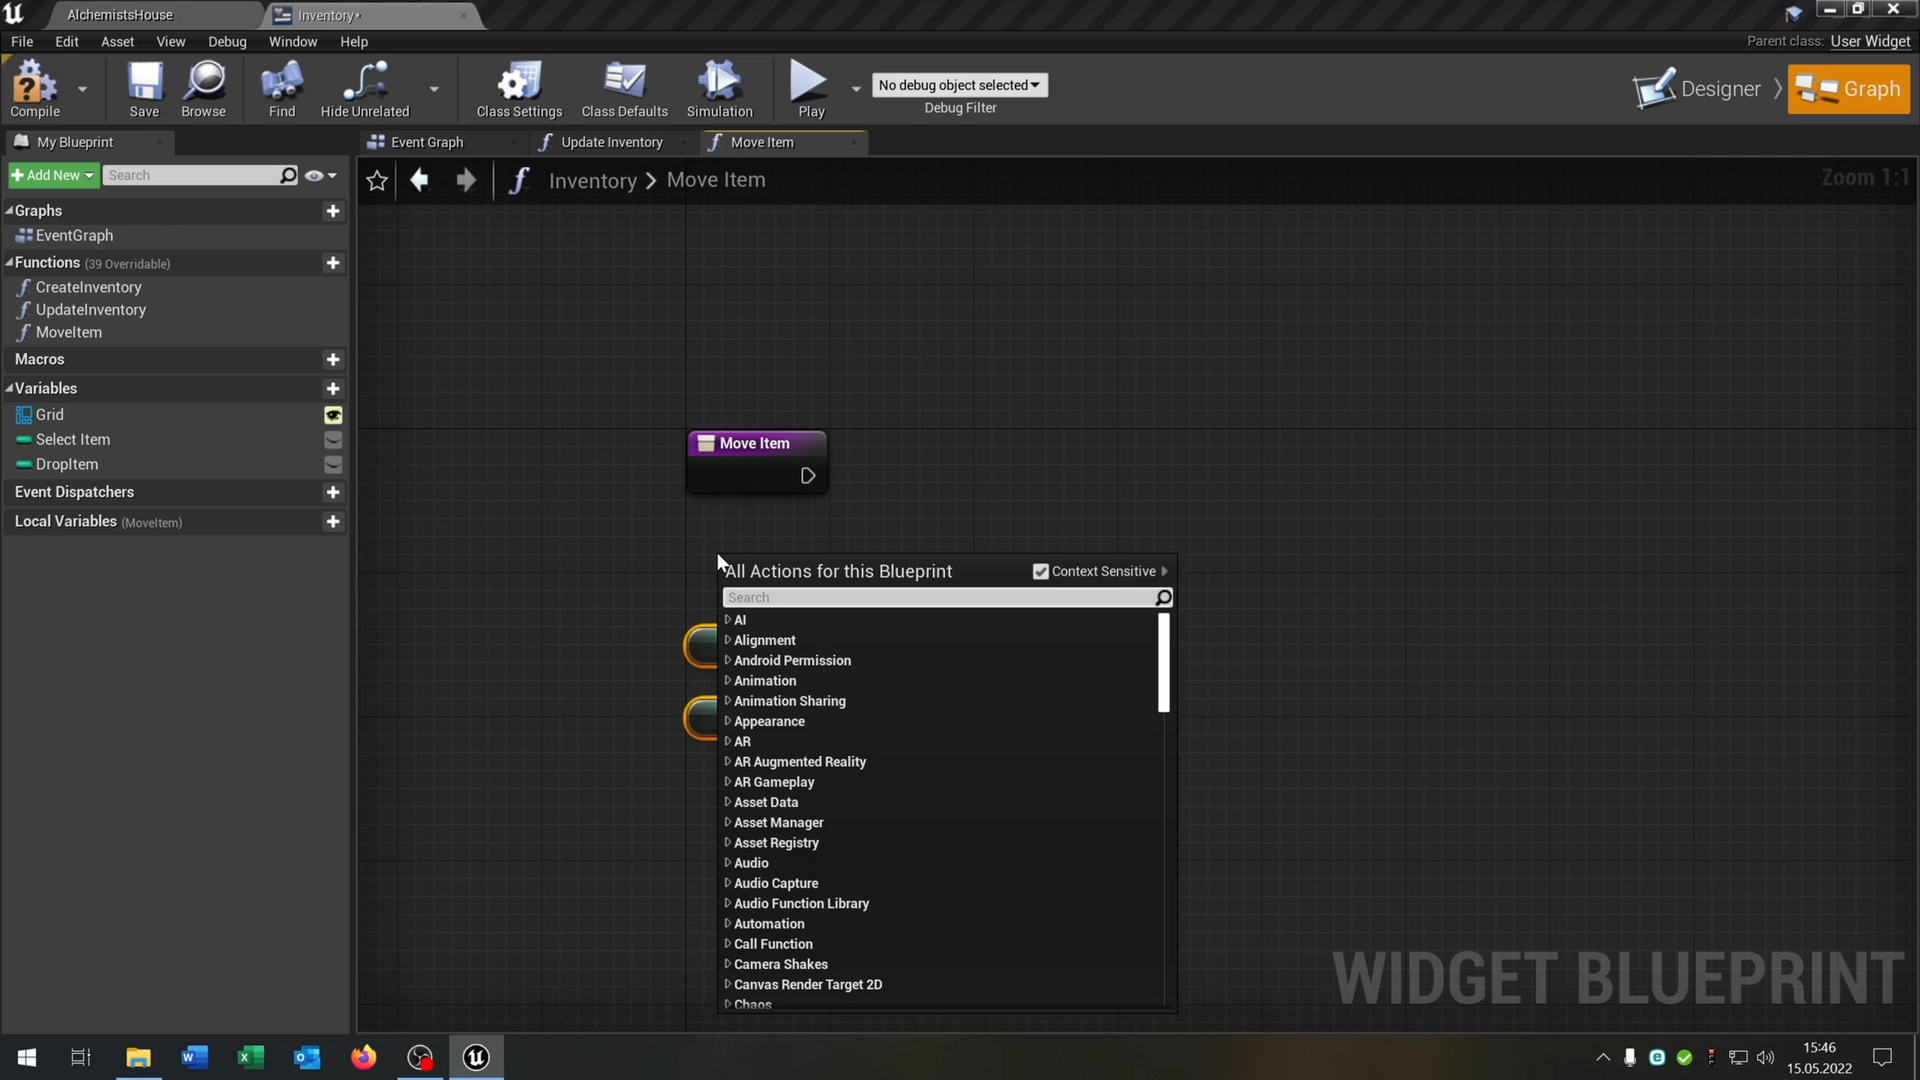 AlchemistsHouse
Inventory*
File Edit Asset View Debug Window Help
Parent class: User Widget
Compile
Save
Browse
Find
Hide Unrelated
Class Settings
Class Defaults
Simulation
Play
No debug object selected
Debug Filter
Designer
Graph
My Blueprint
Event Graph
Update Inventory
Move Item
Add New
Search
Inventory > Move Item
Zoom 1:1
Graphs
EventGraph
Functions (39 Overridable)
CreateInventory
UpdateInventory
MoveItem
Macros
Variables
Grid
Select Item
DropItem
Event Dispatchers
Local Variables (MoveItem)
Move Item
All Actions for this Blueprint
Context Sensitive
Search
AI
Alignment
Android Permission
Animation
Animation Sharing
Appearance
AR
AR Augmented Reality
AR Gameplay
Asset Data
Asset Manager
Asset Registry
Audio
Audio Capture
Audio Function Library
Automation
Call Function
Camera Shakes
Canvas Render Target 2D
Chaos
WIDGET BLUEPRINT
15:46
15.05.2022